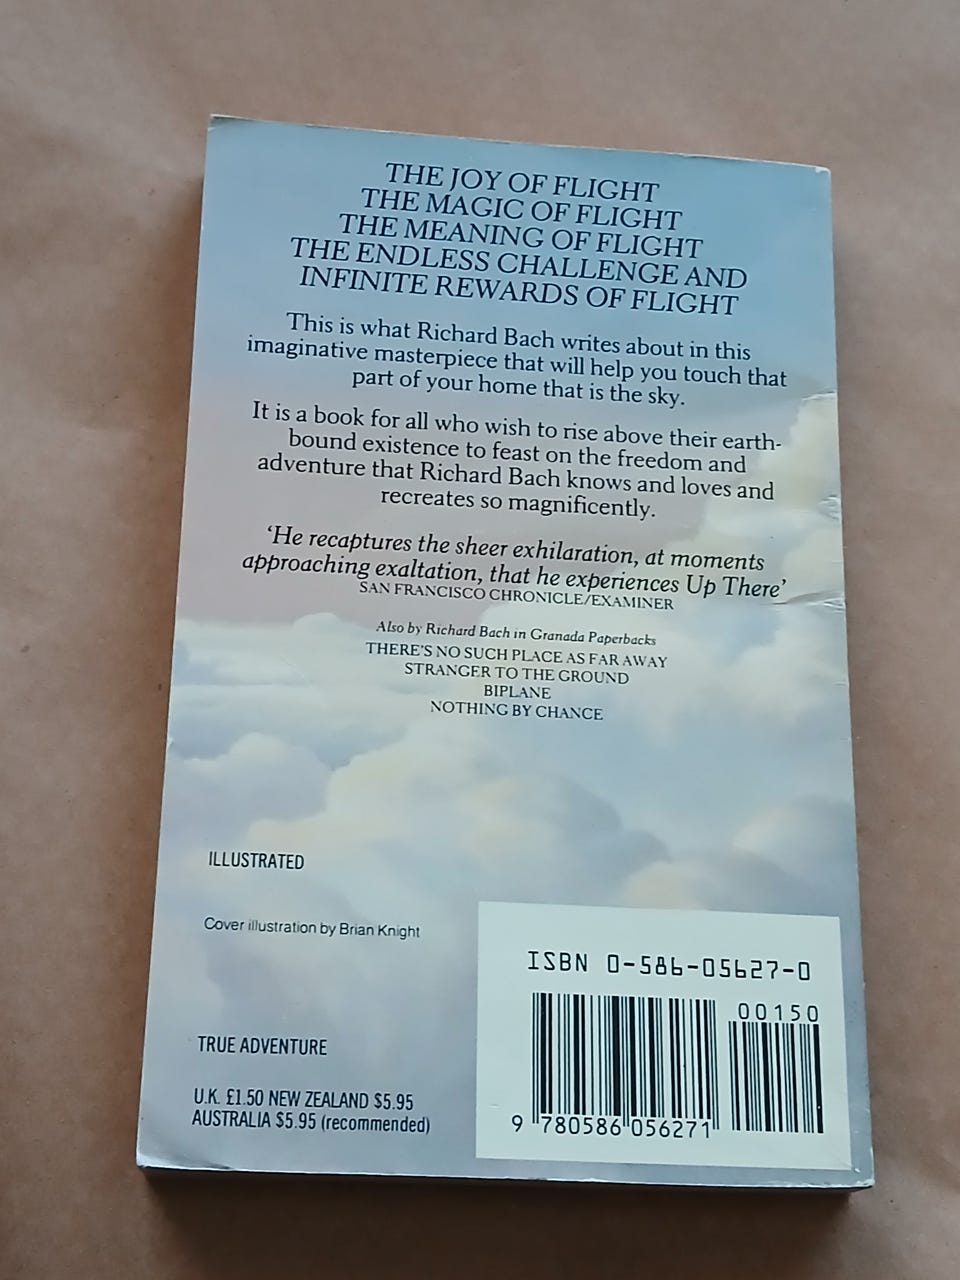 THE JOY OF FLIGHT
THE MAGIC OF FLIGHT
THE MEANING OF FLIGHT
THE ENDLESS CHALLENGE AND
INFINITE REWARDS OF FLIGHT
This is what Richard Bach writes about in this
imaginative masterpiece that will help you touch that
part of your home that is the sky.
It is a book for all who wish to rise above their earth-
bound existence to feast on the freedom and
adventure that Richard Bach knows and loves and
recreates so magnificently.
‘He recaptures the sheer exhilaration, at moments
approaching exaltation, that he experiences Up There’
SAN FRANCISCO CHRONICLE/EXAMINER
Also by Richard Bach in Granada Paperbacks
THERE'S NO SUCH PLACE AS FAR AWAY
STRANGER TO THE GROUND
BIPLANE
NOTHING BY CHANCE
ILLUSTRATED
Cover illustration by Brian Knight
TRUE ADVENTURE
U.K. £1.50 NEW ZEALAND $5.95
AUSTRALIA $5.95 (recommended)
ISBN 0-586-05627-0
00150
9 780586 056271